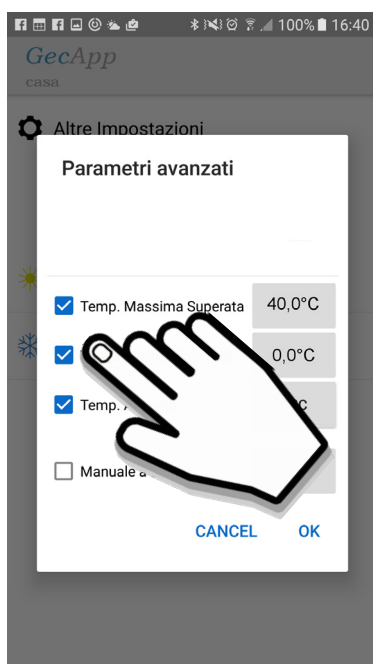 100% 16:40
GecApp
casa
Altre Impostazioni
Parametri avanzati
Temp. Massima Superata 40,0°C
0,0°C
Temp.
Manuale a
CANCEL OK